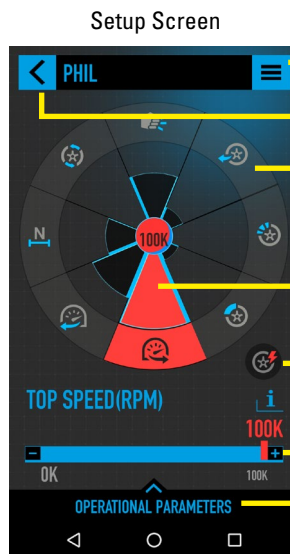 Setup Screen
PHIL
100K
N
TOP SPEED(RPM)
i
100K
- +
0K 100K
OPERATIONAL PARAMETERS